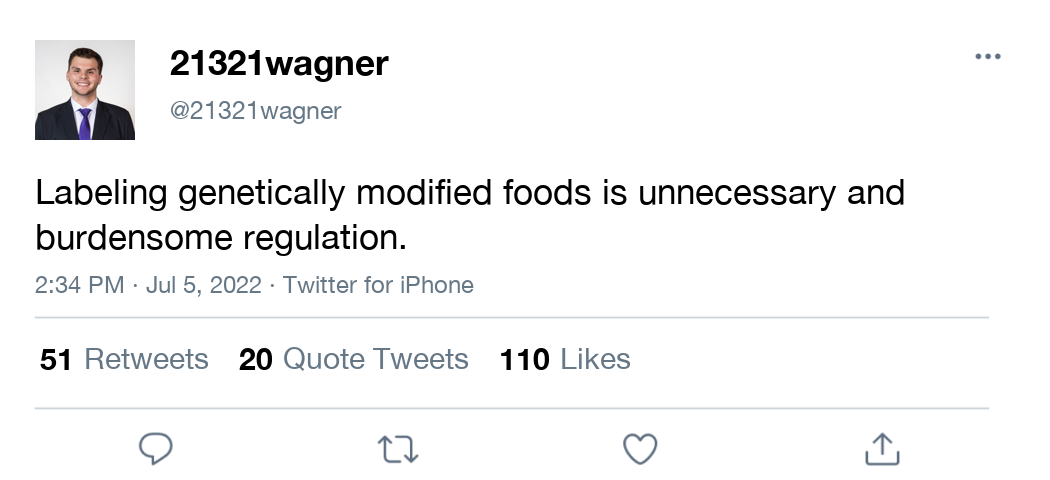 21321wagner
@21321wagner
Labeling genetically modified foods is unnecessary and
burdensome regulation.
2:34 PM · Jul 5, 2022 · Twitter for iPhone
51 Retweets 20 Quote Tweets 110 Likes